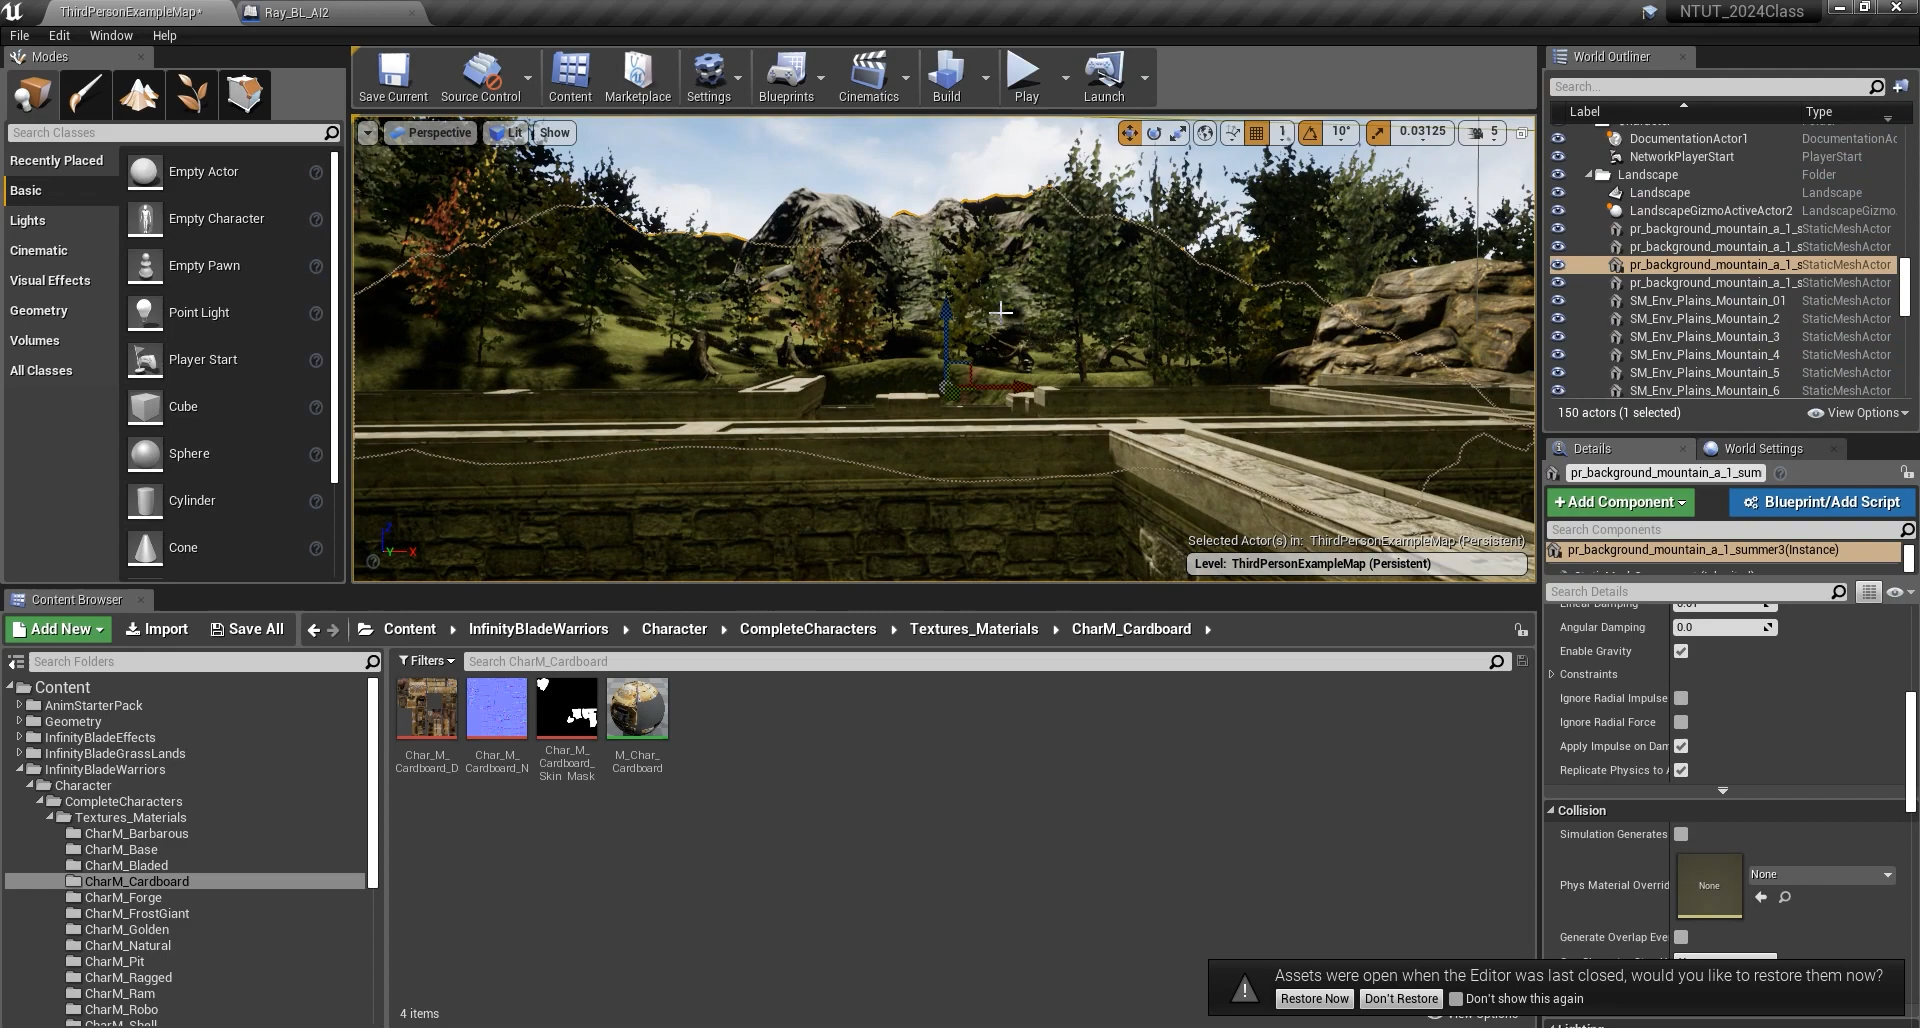 ThirdPersonExampleMap*
Ray_BL_AI2
NTUT_2024Class
File Edit Window Help
Modes
Search Classes
Recently Placed
Basic
Lights
Cinematic
Visual Effects
Geometry
Volumes
All Classes
Empty Actor
Empty Character
Empty Pawn
Point Light
Player Start
Cube
Sphere
Cylinder
Cone
Save Current
Source Control
Content
Marketplace
Settings
Blueprints
Cinematics
Build
Play
Launch
Perspective
Lit
Show
1
10°
0.03125
5
Selected Actor(s) in: ThirdPersonExampleMap (Persistent)
Level: ThirdPersonExampleMap (Persistent)
Y X
World Outliner
Search...
Label Type
Folder
DocumentationActor1 DocumentationAc
NetworkPlayerStart PlayerStart
Landscape Folder
Landscape Landscape
LandscapeGizmoActiveActor2 LandscapeGizmo
pr_background_mountain_a_1_s StaticMeshActor
pr_background_mountain_a_1_s StaticMeshActor
pr_background_mountain_a_1_s StaticMeshActor
pr_background_mountain_a_1_s StaticMeshActor
SM_Env_Plains_Mountain_01 StaticMeshActor
SM_Env_Plains_Mountain_2 StaticMeshActor
SM_Env_Plains_Mountain_3 StaticMeshActor
SM_Env_Plains_Mountain_4 StaticMeshActor
SM_Env_Plains_Mountain_5 StaticMeshActor
SM_Env_Plains_Mountain_6 StaticMeshActor
150 actors (1 selected)
View Options
Details
World Settings
pr_background_mountain_a_1_sum
+Add Component
Blueprint/Add Script
Search Components
pr_background_mountain_a_1_summer3(Instance)
Search Details
Linear Damping 0.01
Angular Damping 0.0
Enable Gravity
Constraints
Ignore Radial Impulse
Ignore Radial Force
Apply Impulse on Dam
Replicate Physics to A
Collision
Simulation Generates
Phys Material Overrid
None
None
Generate Overlap Eve
Content Browser
Add New
Import
Save All
Content
InfinityBladeWarriors
Character
CompleteCharacters
Textures_Materials
CharM_Cardboard
Search Folders
Filters
Search CharM_Cardboard
Content
AnimStarterPack
Geometry
InfinityBladeEffects
InfinityBladeGrassLands
InfinityBladeWarriors
Character
CompleteCharacters
Textures_Materials
CharM_Barbarous
CharM_Base
CharM_Bladed
CharM_Cardboard
CharM_Forge
CharM_FrostGiant
CharM_Golden
CharM_Natural
CharM_Pit
CharM_Ragged
CharM_Ram
CharM_Robo
CharM_Shell
Char_M_
Cardboard_D
Char_M_
Cardboard_N
Char_M_
Cardboard_
Skin_Mask
M_Char_
Cardboard
4 items
View Options
Assets were open when the Editor was last closed, would you like to restore them now?
Restore Now
Don't Restore
Don't show this again
Lighting